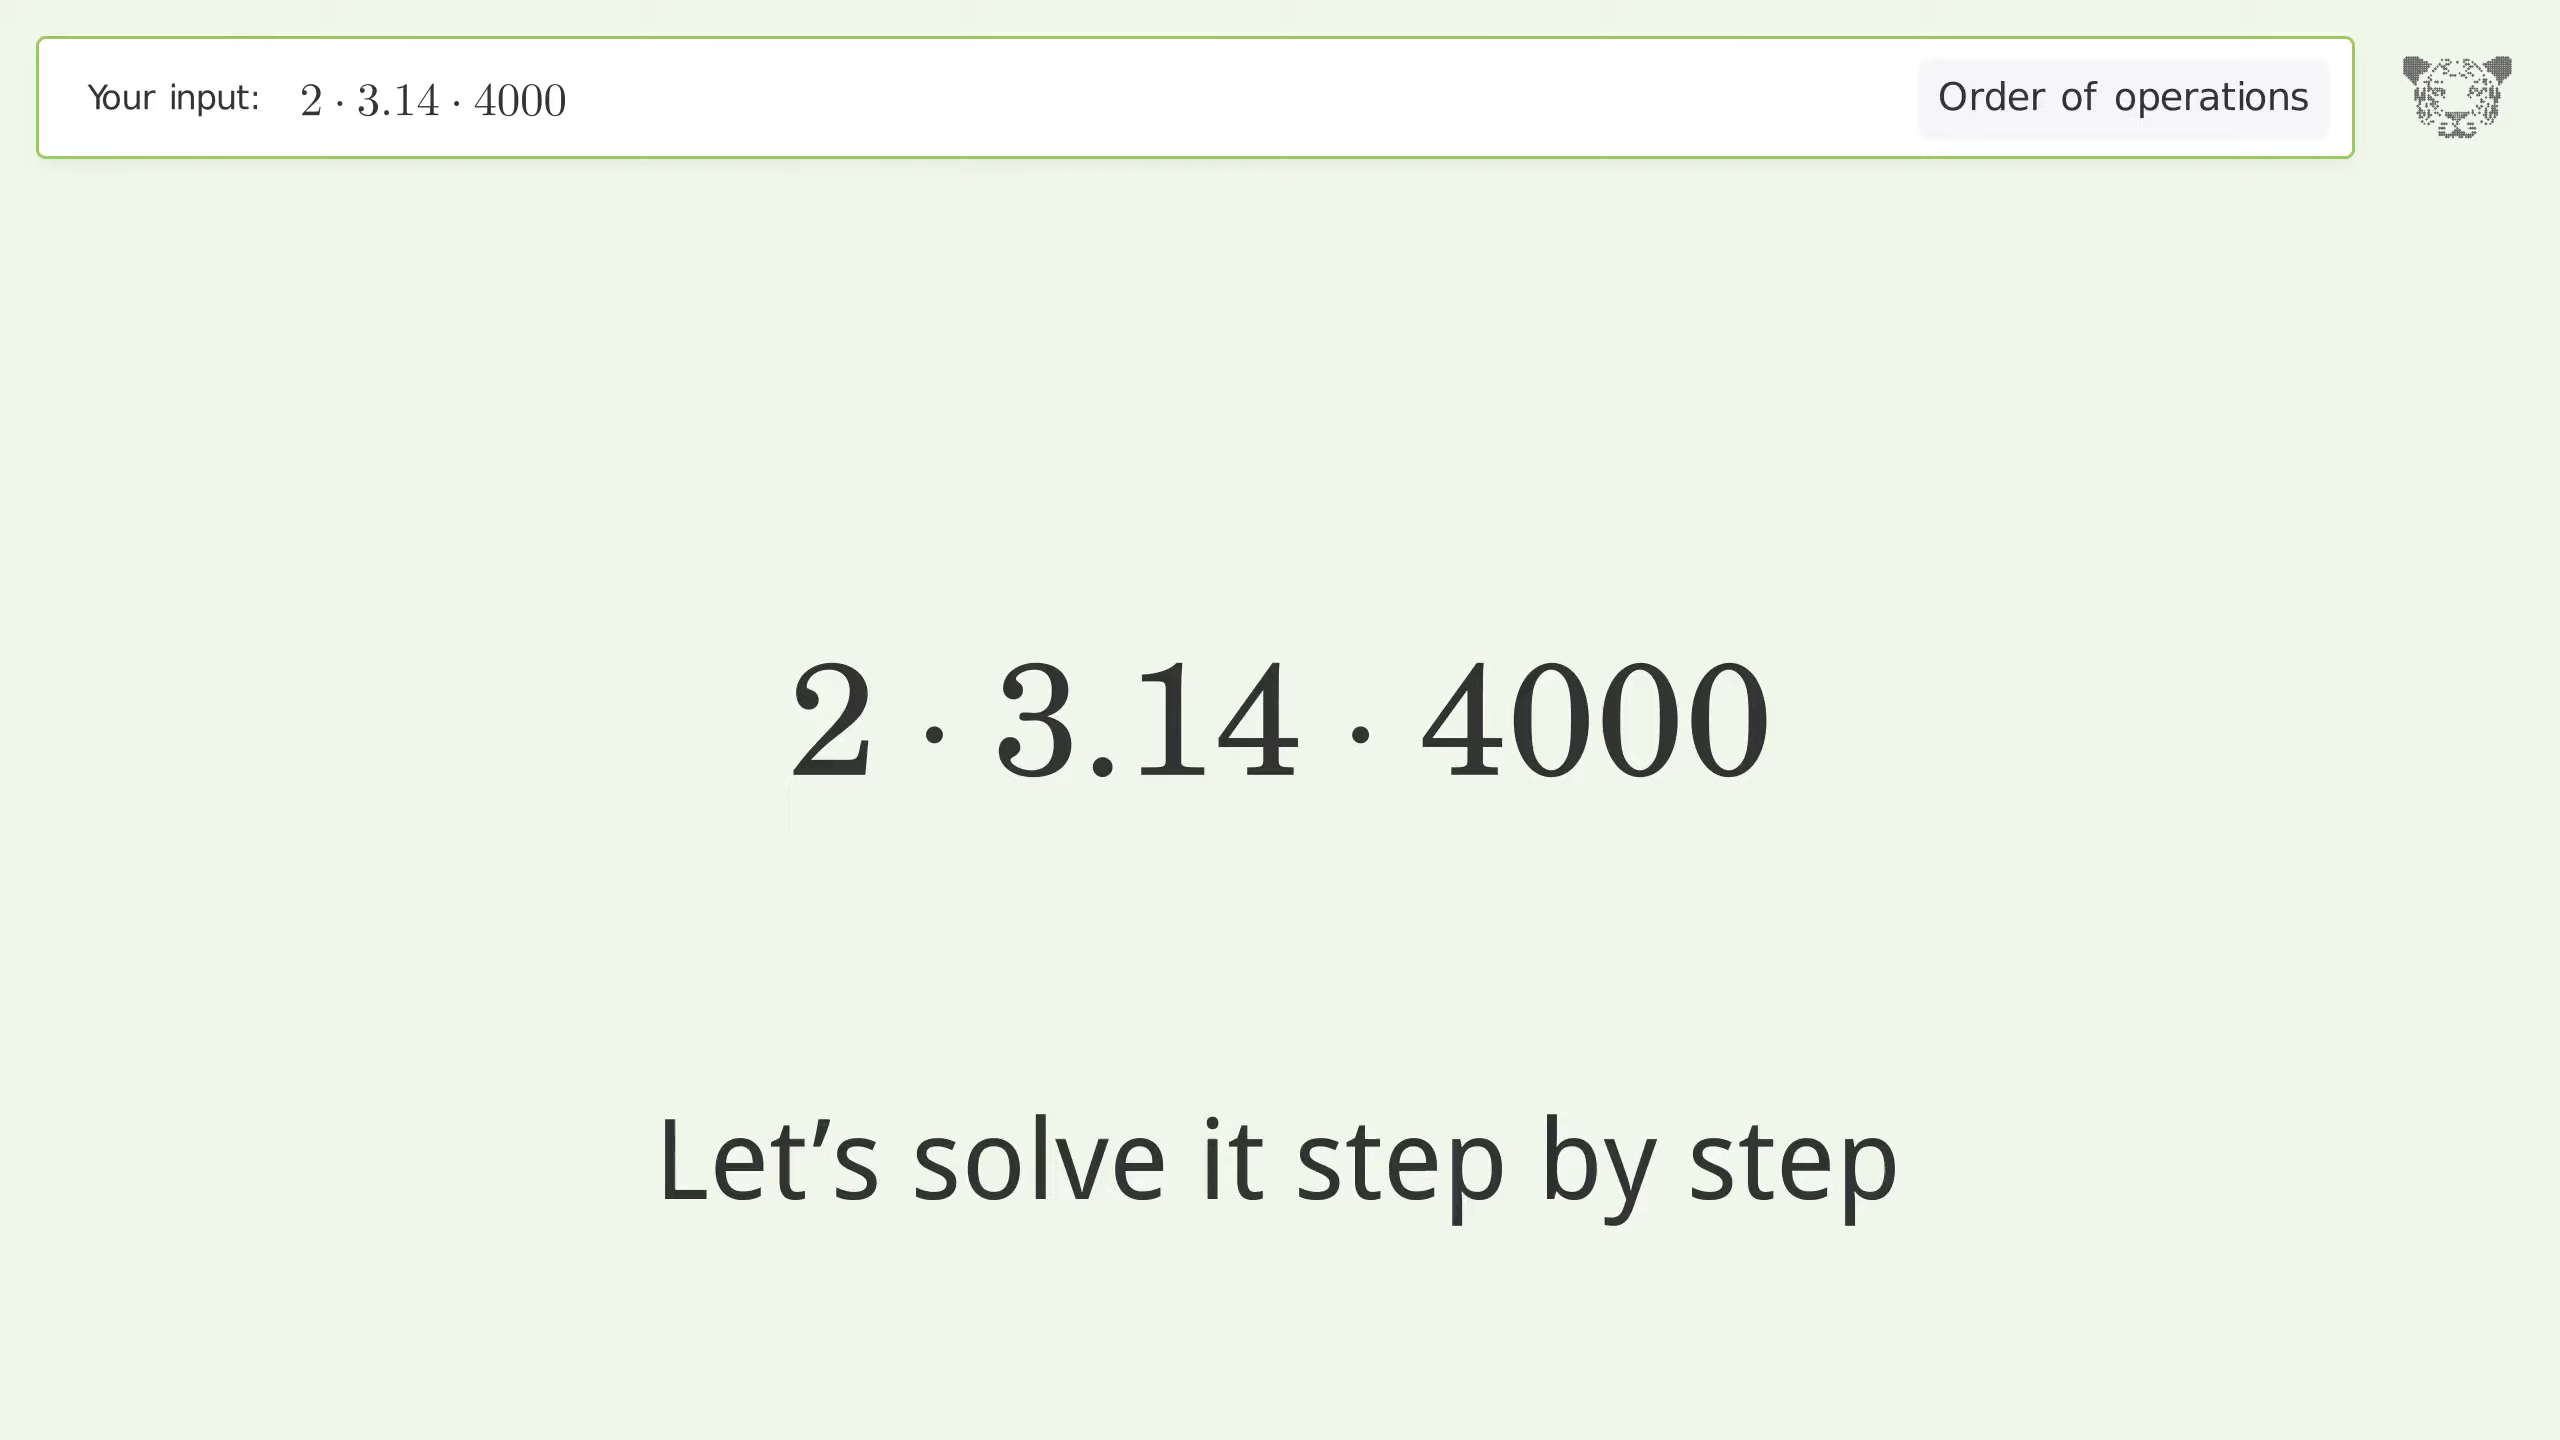 Your input: 2 · 3.14 · 4000 Order of operations
2 · 3.14 · 4000
Let’s solve it step by step